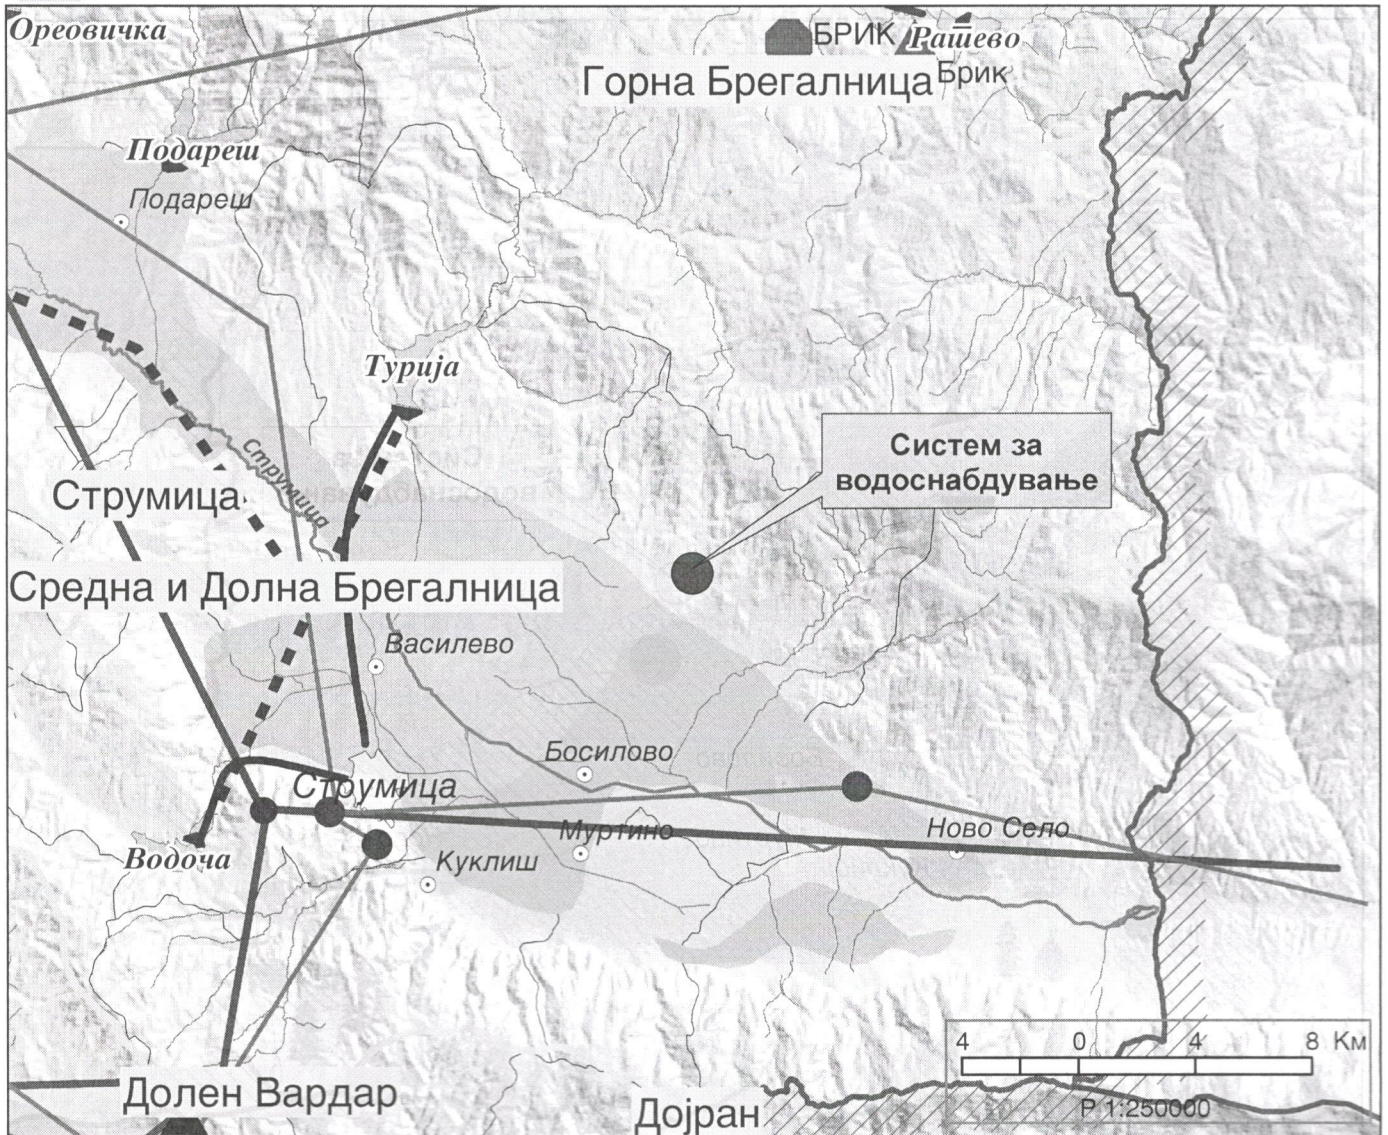 Ореовичка
БРИК
Раштево
Горна Брегалница
Брик
Подареш
Подареш
Турија
Систем за
водоснабдување
Струмица
Струмица
Средна и Долна Брегалница
Василево
Босилово
Струмица
Муртино
Ново Село
Водоча
Куклиш
4 0 4 8 Км
Р 1:250000
Долен Вардар
Дојран